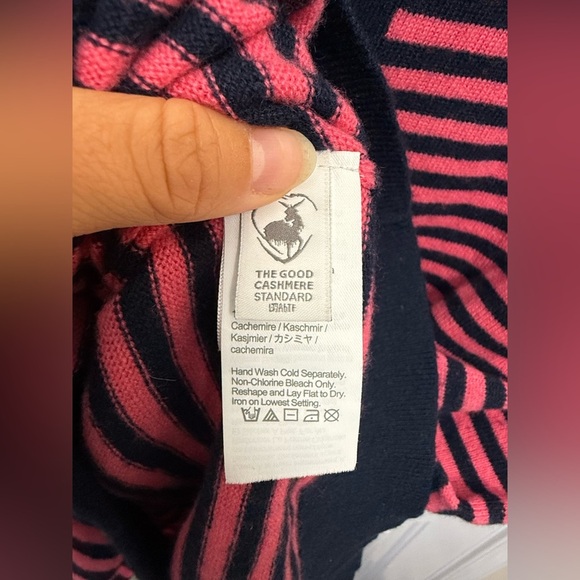 THE GOOD
CASHMERE
STANDARD
Cachemire / Kaschmir /
Kasjmier / カシミヤ /
cachemira
Hand Wash Cold Separately.
Non-Chlorine Bleach Only.
Reshape and Lay Flat to Dry.
Iron on Lowest Setting.